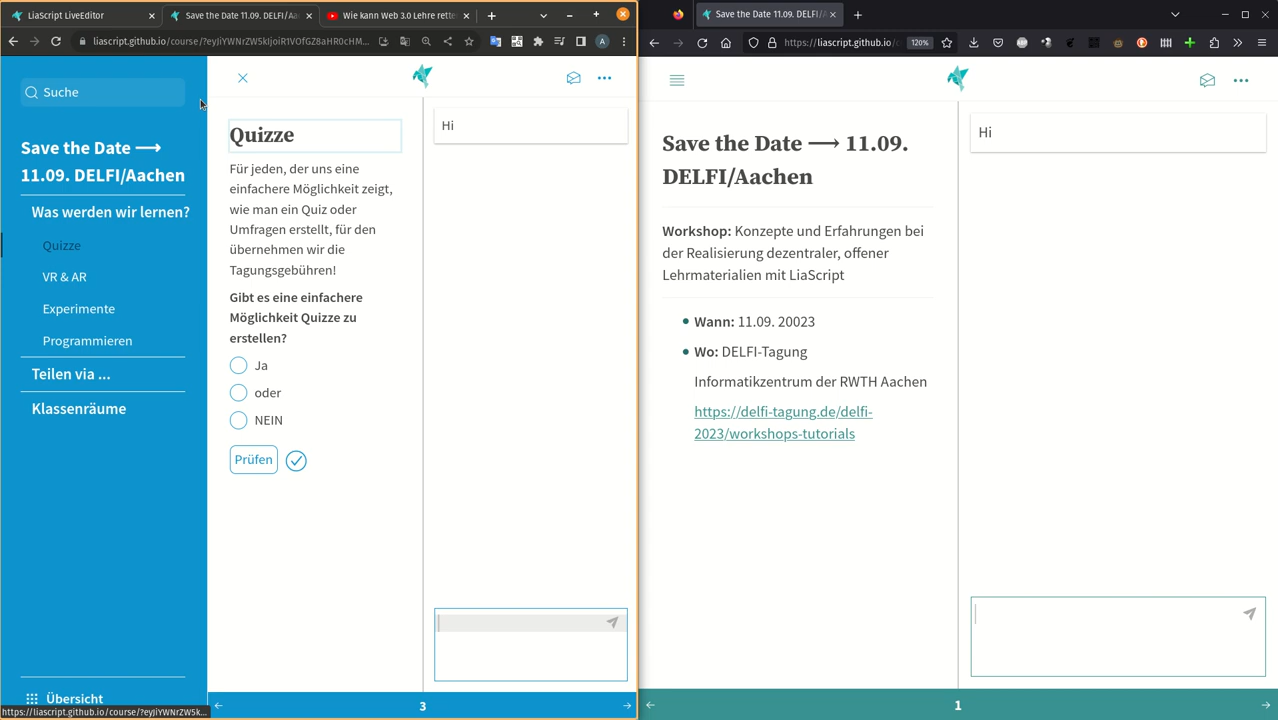 LiaScript LiveEditor
Save the Date 11.09. DELFI/Aa
Wie kann Web 3.0 Lehre rette
liascript.github.io/course/?eyJiYWNrZW5kIjoiR1VOfGZ8aHR0cHM...
A
Suche
Save the Date ⟶
11.09. DELFI/Aachen
Was werden wir lernen?
Quizze
VR & AR
Experimente
Programmieren
Teilen via ...
Klassenräume
Übersicht
https://liascript.github.io/course/?eyJiYWNrZW5k...
Quizze
Für jeden, der uns eine
einfachere Möglichkeit zeigt,
wie man ein Quiz oder
Umfragen erstellt, für den
übernehmen wir die
Tagungsgebühren!
Gibt es eine einfachere
Möglichkeit Quizze zu
erstellen?
Ja
oder
NEIN
Prüfen
Hi
3
Save the Date 11.09. DELFI/A
https://liascript.github.io/
120%
Save the Date ⟶ 11.09.
DELFI/Aachen
Workshop: Konzepte und Erfahrungen bei
der Realisierung dezentraler, offener
Lehrmaterialien mit LiaScript
Wann: 11.09. 20023
Wo: DELFI-Tagung
Informatikzentrum der RWTH Aachen
https://delfi-tagung.de/delfi-
2023/workshops-tutorials
Hi
1